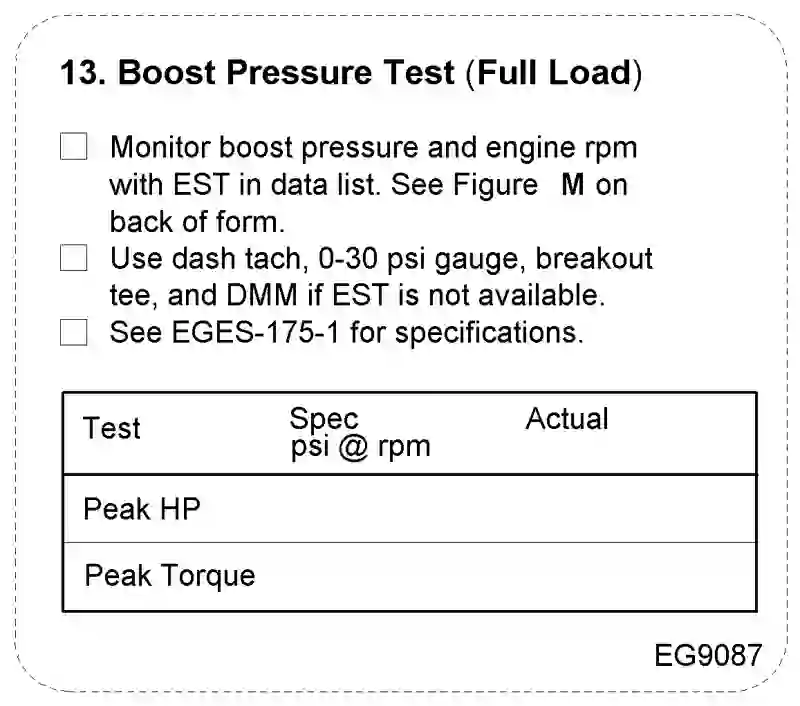 13. Boost Pressure Test (Full Load)
Monitor boost pressure and engine rpm
with EST in data list. See Figure M on
back of form.
Use dash tach, 0-30 psi gauge, breakout
tee, and DMM if EST is not available.
See EGES-175-1 for specifications.
Test Spec Actual
psi @ rpm
Peak HP
Peak Torque
EG9087